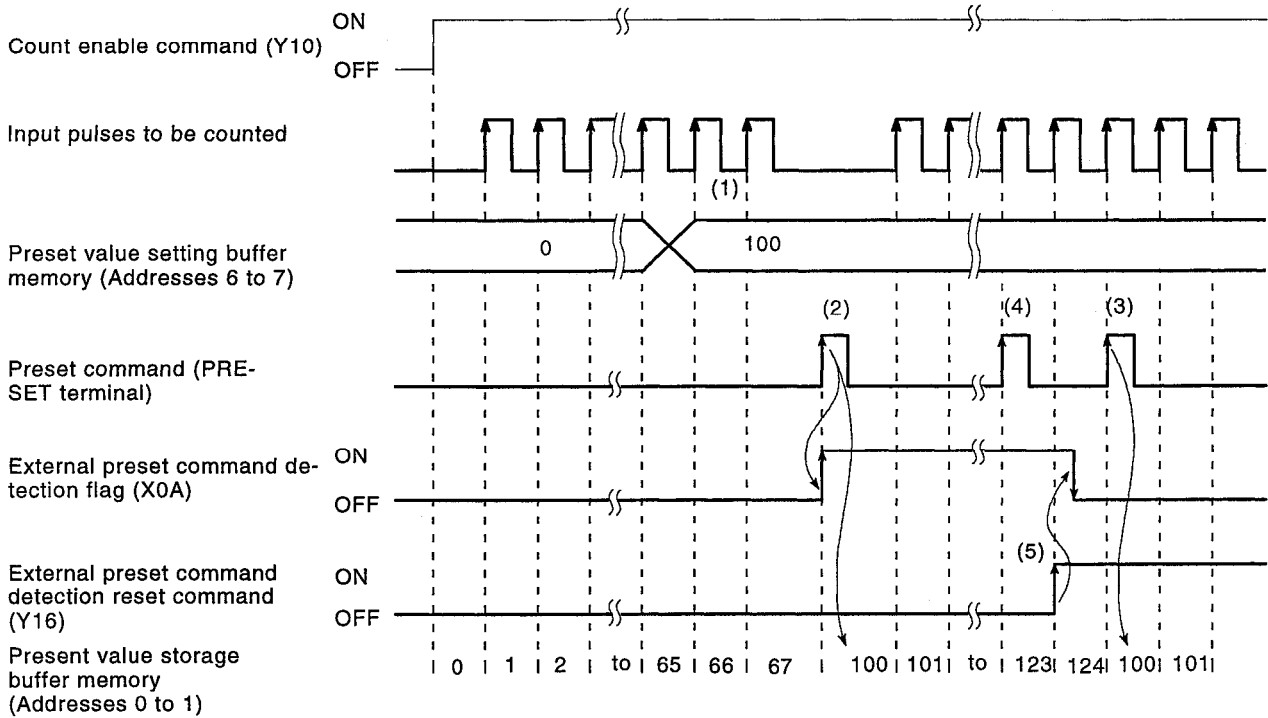 ON
Count enable command (Y10)
OFF
Input pulses to be counted
(1)
0
100
Preset value setting buffer
memory (Addresses 6 to 7)
(2)
(4)
(3)
Preset command (PRE-
SET terminal)
ON
External preset command de-
tection flag (X0A)
OFF
(5)
External preset command
ON
detection reset command
(Y16)
OFF
Present value storage
buffer memory
(Addresses 0 to 1)
0 1 2 to 65 66 67 100 101 to 123 124 100 101